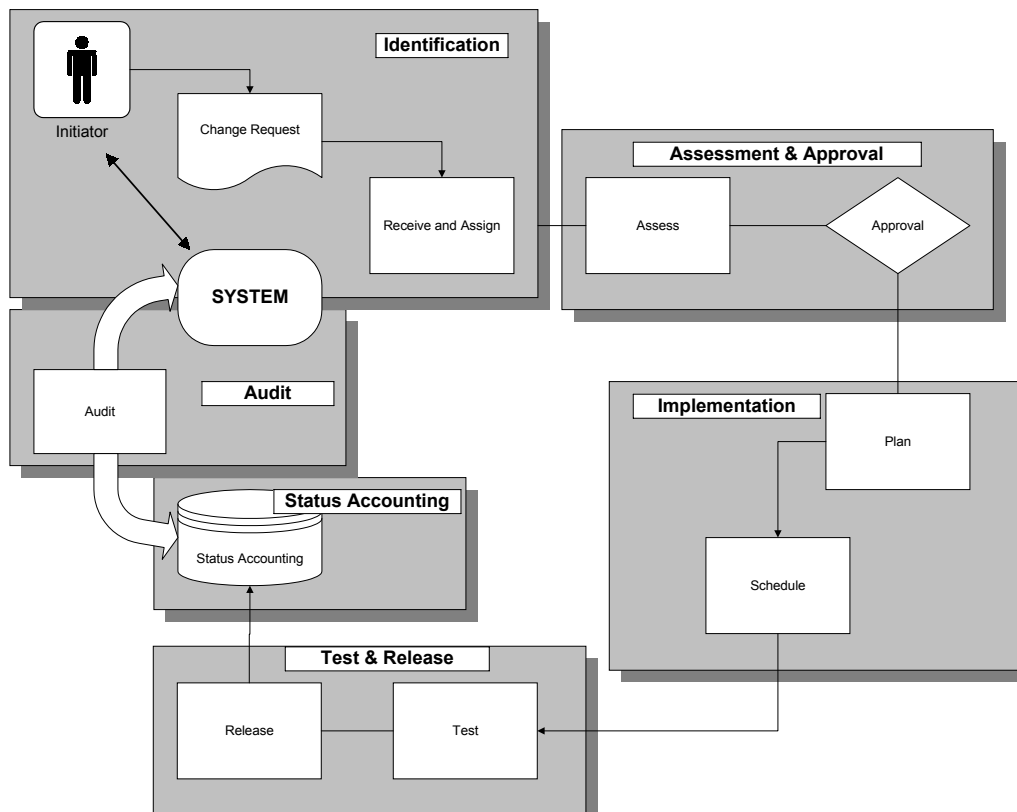 Identification
Initiator
Change Request
Receive and Assign
SYSTEM
Assessment & Approval
Assess
Approval
Audit
Audit
Implementation
Plan
Schedule
Status Accounting
Status Accounting
Test & Release
Release
Test